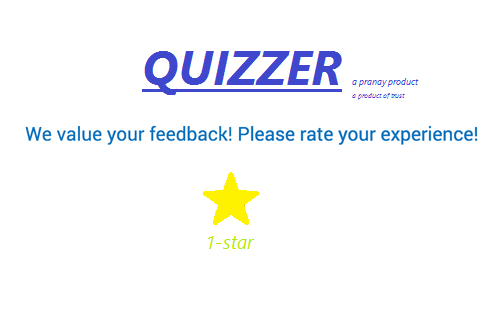 QUIZZER
a pranay product
a product of trust
We value your feedback! Please rate your experience!
1-star